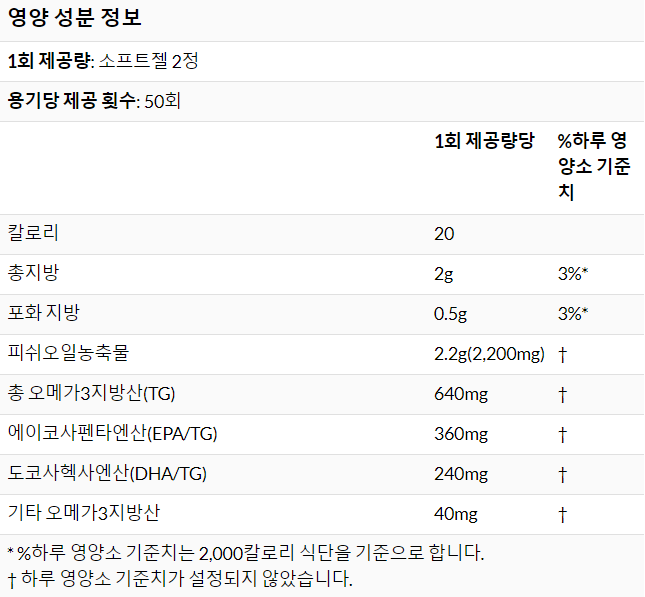 영양 성분 정보
1회 제공량: 소프트젤 2정
용기당 제공 횟수: 50회
1회 제공량당 %하루 영
양소 기준
치
칼로리 20
총지방 2g 3%*
포화 지방 0.5g 3%*
피쉬오일농축물 2.2g(2,200mg) †
총 오메가3지방산(TG) 640mg †
에이코사펜타엔산(EPA/TG) 360mg †
도코사헥사엔산(DHA/TG) 240mg †
기타 오메가3지방산 40mg †
* %하루 영양소 기준치는 2,000칼로리 식단을 기준으로 합니다.
† 하루 영양소 기준치가 설정되지 않았습니다.